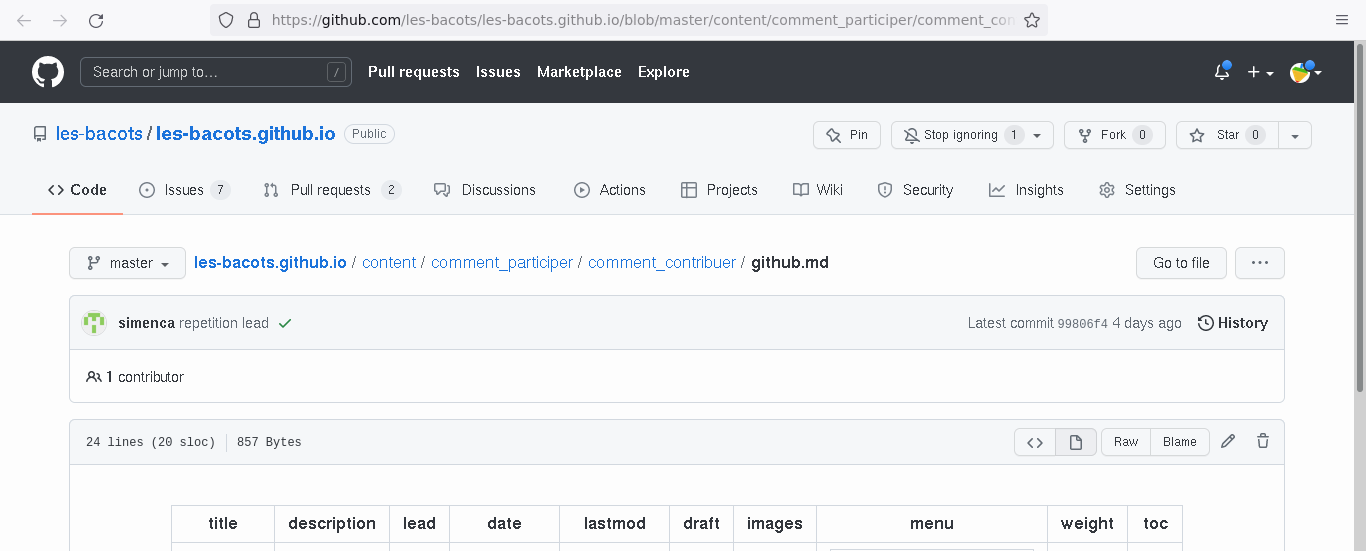 https://github.com/les-bacots/les-bacots.github.io/blob/master/content/comment_participer/comment_con
Search or jump to... / Pull requests Issues Marketplace Explore
les-bacots / les-bacots.github.io Public Pin Stop ignoring 1 Fork 0 Star 0
Code Issues 7 Pull requests 2 Discussions Actions Projects Wiki Security Insights Settings
master les-bacots.github.io / content / comment_participer / comment_contribuer / github.md Go to file ...
simenca repetition lead Latest commit 99806f4 4 days ago History
1 contributor
24 lines (20 sloc) 857 Bytes <> Raw Blame
title description lead date lastmod draft images menu weight toc